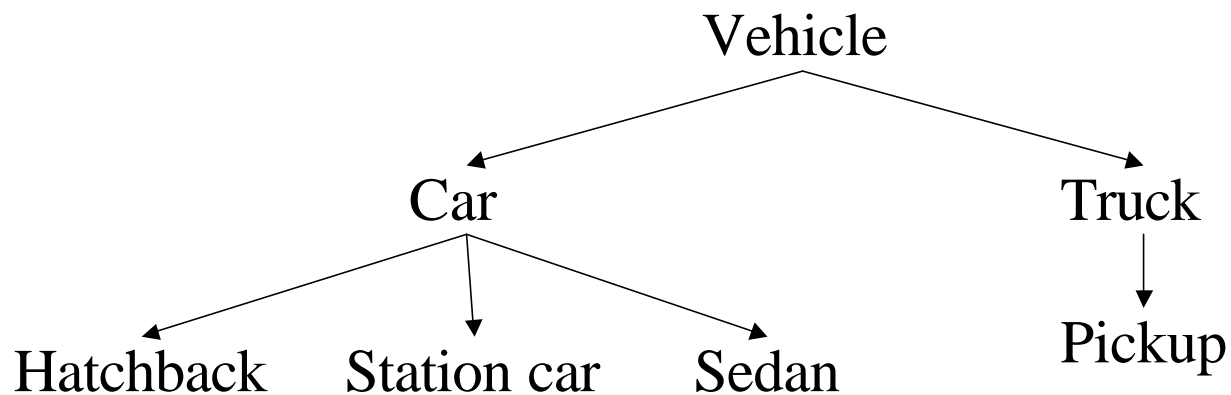 Vehicle
Car
Truck
Hatchback
Station car
Sedan
Pickup